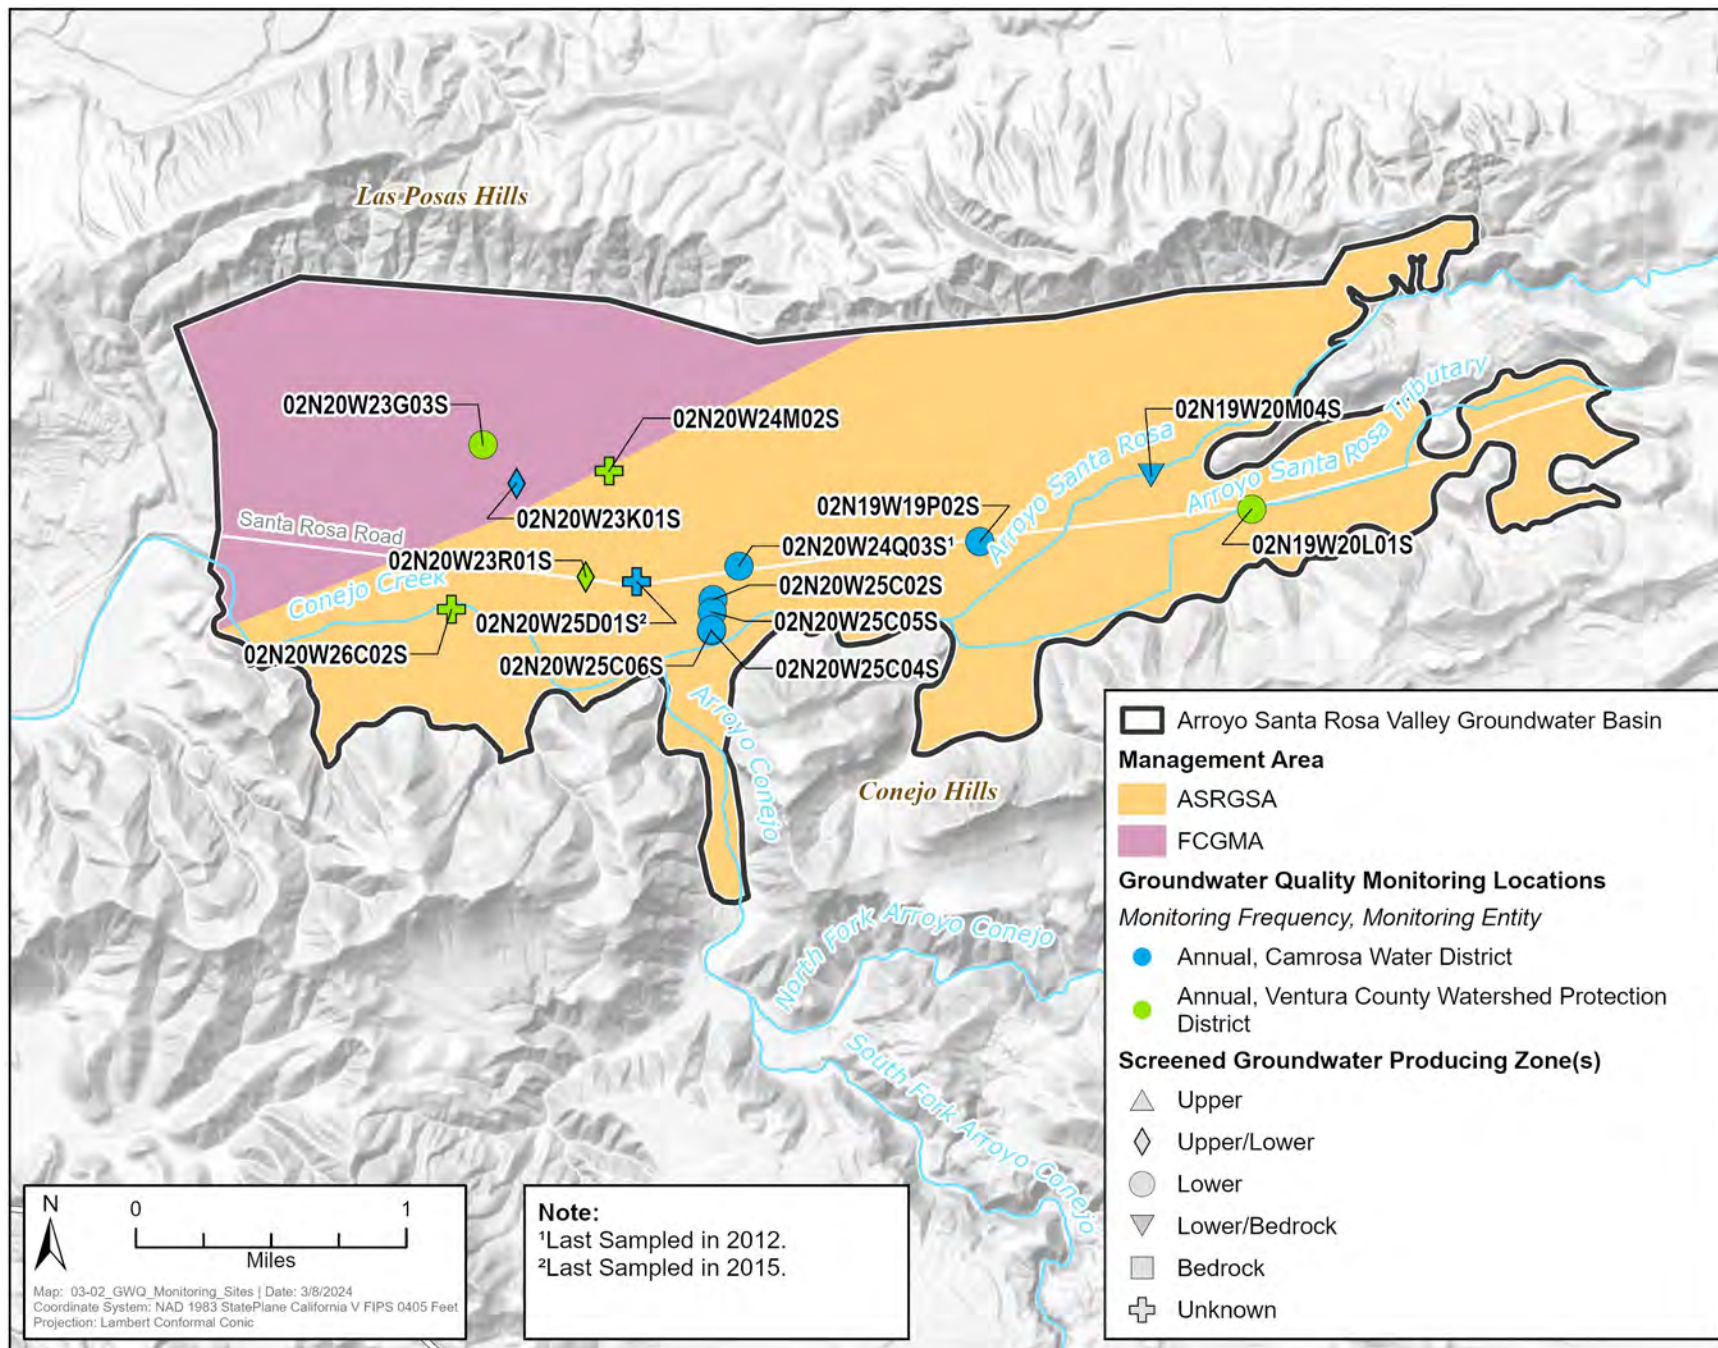 Las Posas Hills
02N20W23G03S
02N20W24M02S
02N19W20M04S
02N20W23K01S
02N19W19P02S
Arroyo Santa Rosa
Arroyo Santa Rosa Tributary
Santa Rosa Road
02N20W23R01S
02N20W24Q03S¹
02N19W20L01S
Conejo Creek
02N20W25C02S
02N20W25D01S²
02N20W25C05S
02N20W26C02S
02N20W25C06S
02N20W25C04S
Arroyo Conejo
Conejo Hills
North Fork Arroyo Conejo
South Fork Arroyo Conejo
Arroyo Santa Rosa Valley Groundwater Basin
Management Area
ASRGSA
FCGMA
Groundwater Quality Monitoring Locations
Monitoring Frequency, Monitoring Entity
Annual, Camrosa Water District
Annual, Ventura County Watershed Protection
District
Screened Groundwater Producing Zone(s)
Upper
Upper/Lower
Lower
Lower/Bedrock
Bedrock
Unknown
N
0 1
Miles
Map: 03-02_GWQ_Monitoring_Sites | Date: 3/8/2024
Coordinate System: NAD 1983 StatePlane California V FIPS 0405 Feet
Projection: Lambert Conformal Conic
Note:
¹Last Sampled in 2012.
²Last Sampled in 2015.